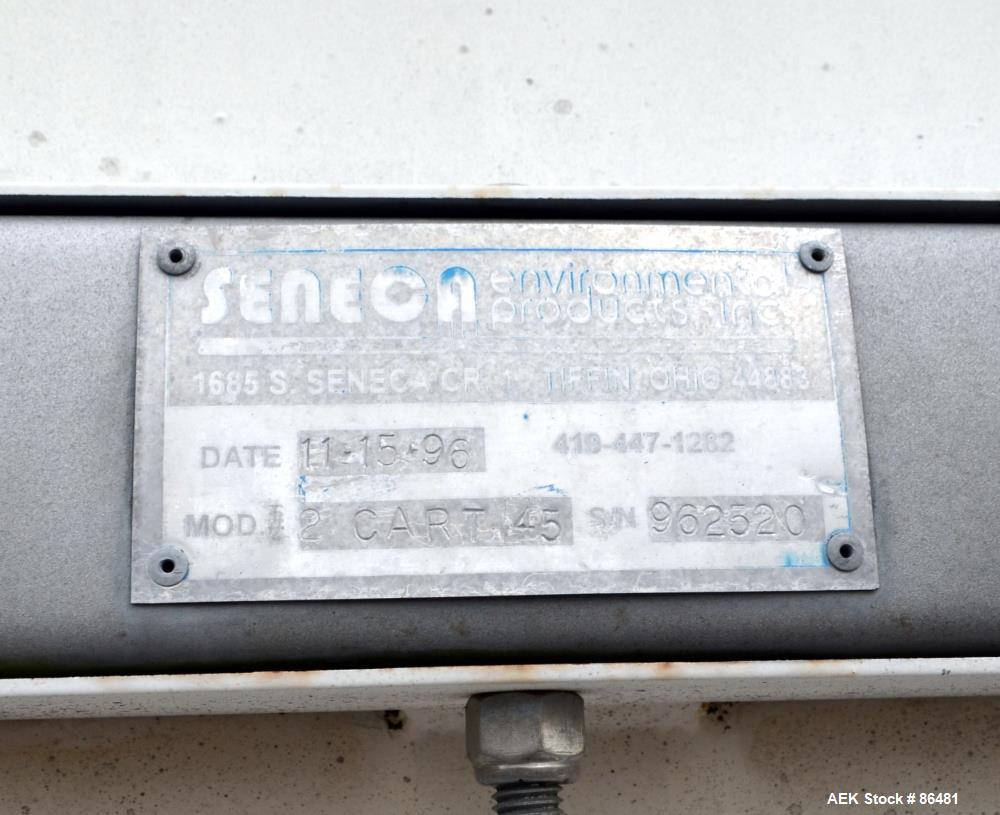 SENECA environmental products, inc.
1685 S. SENECA CR. 1 TIFFIN, OHIO 44883
DATE 11-15-96 419-447-1282
MOD. 2 CART 45 S/N 962520
AEK Stock # 86481